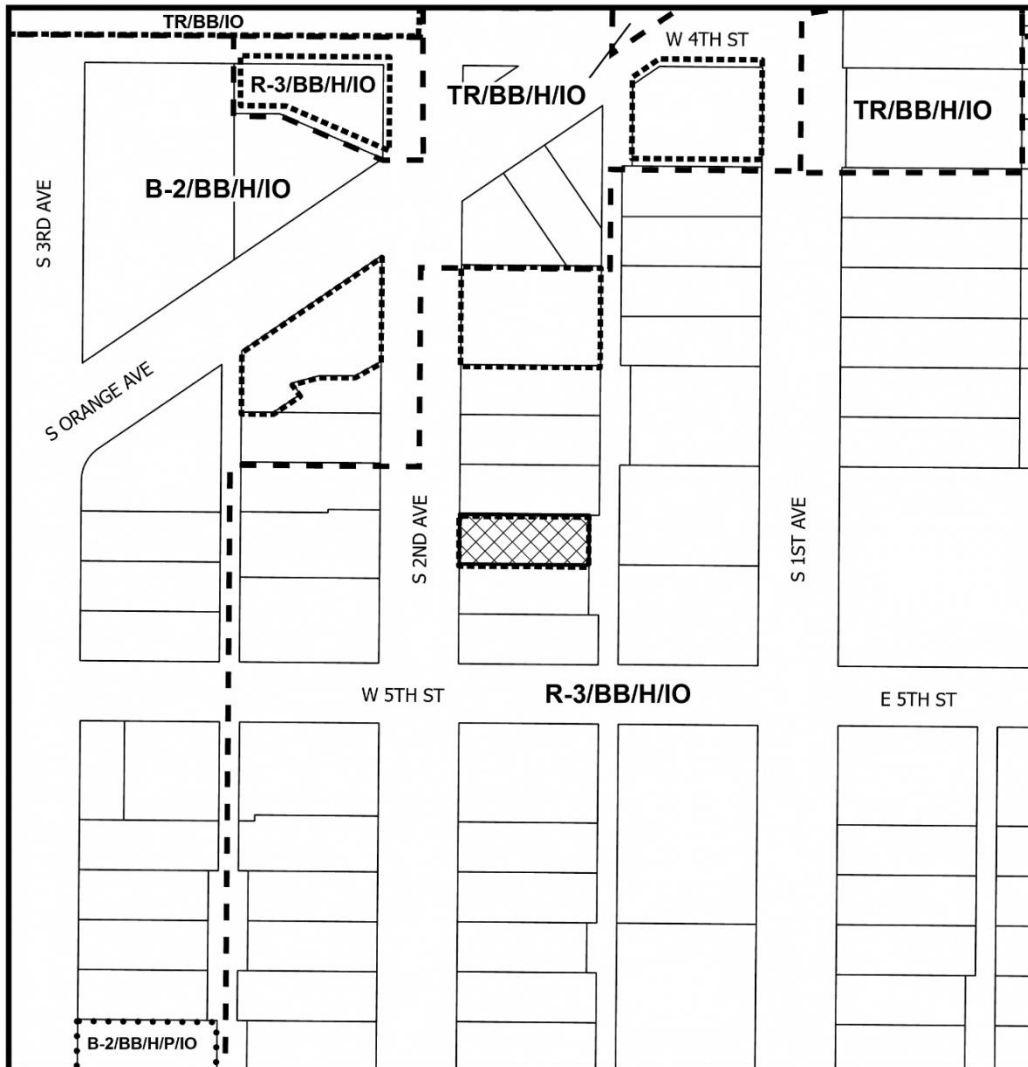 TR/BB/IO
W 4TH ST
R-3/BB/H/IO
TR/BB/H/IO
TR/BB/H/IO
B-2/BB/H/IO
S 3RD AVE
S ORANGE AVE
S 2ND AVE
S 1ST AVE
W 5TH ST
R-3/BB/H/IO
E 5TH ST
B-2/BB/H/P/IO